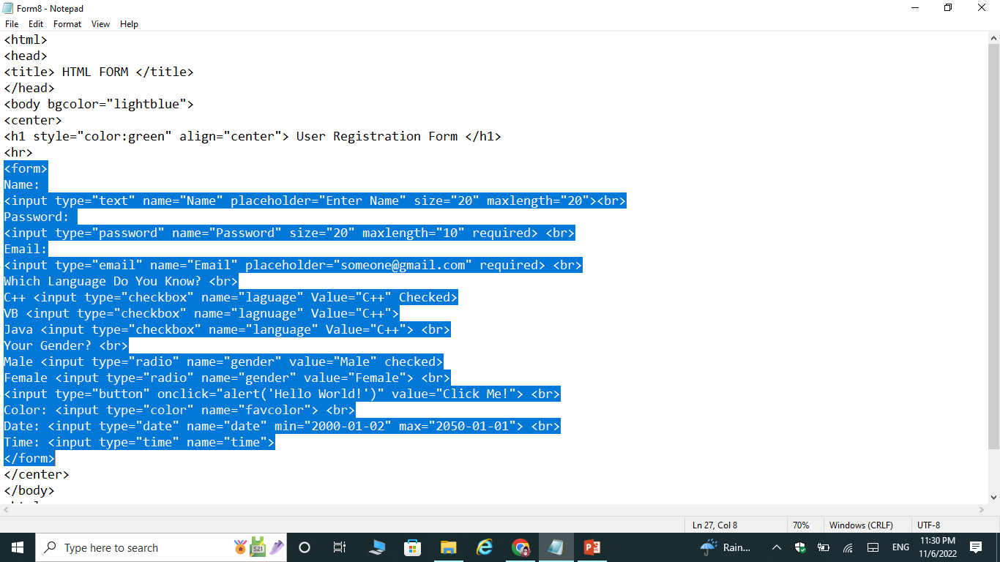 Form8 - Notepad
File Edit Format View Help
<html>
<head>
<title> HTML FORM </title>
</head>
<body bgcolor="lightblue">
<center>
<h1 style="color:green" align="center"> User Registration Form </h1>
<hr>
<form>
Name:
<input type="text" name="Name" placeholder="Enter Name" size="20" maxlength="20"><br>
Password:
<input type="password" name="Password" size="20" maxlength="10" required> <br>
Email:
<input type="email" name="Email" placeholder="someone@gmail.com" required> <br>
Which Language Do You Know? <br>
C++ <input type="checkbox" name="laguage" Value="C++" Checked>
VB <input type="checkbox" name="lagnuage" Value="C++">
Java <input type="checkbox" name="language" Value="C++"> <br>
Your Gender? <br>
Male <input type="radio" name="gender" value="Male" checked>
Female <input type="radio" name="gender" value="Female"> <br>
<input type="button" onclick="alert('Hello World!')" value="Click Me!"> <br>
Color: <input type="color" name="favcolor"> <br>
Date: <input type="date" name="date" min="2000-01-02" max="2050-01-01"> <br>
Time: <input type="time" name="time">
</form>
</center>
</body>
Ln 27, Col 8 70% Windows (CRLF) UTF-8
Type here to search 521 Rain... ENG 11:30 PM
11/6/2022